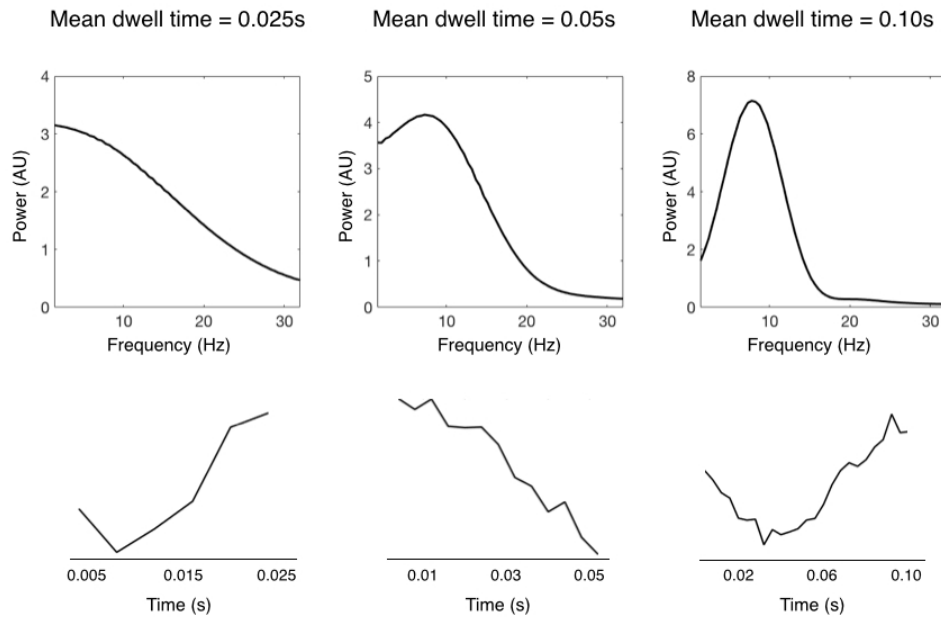 Mean dwell time = 0.025s
Mean dwell time = 0.05s
Mean dwell time = 0.10s
4
3
2
1
0
Power (AU)
10 20 30
Frequency (Hz)
5
4
3
2
1
0
Power (AU)
10 20 30
Frequency (Hz)
8
6
4
2
0
Power (AU)
10 20 30
Frequency (Hz)
0.005 0.015 0.025
Time (s)
0.01 0.03 0.05
Time (s)
0.02 0.06 0.10
Time (s)